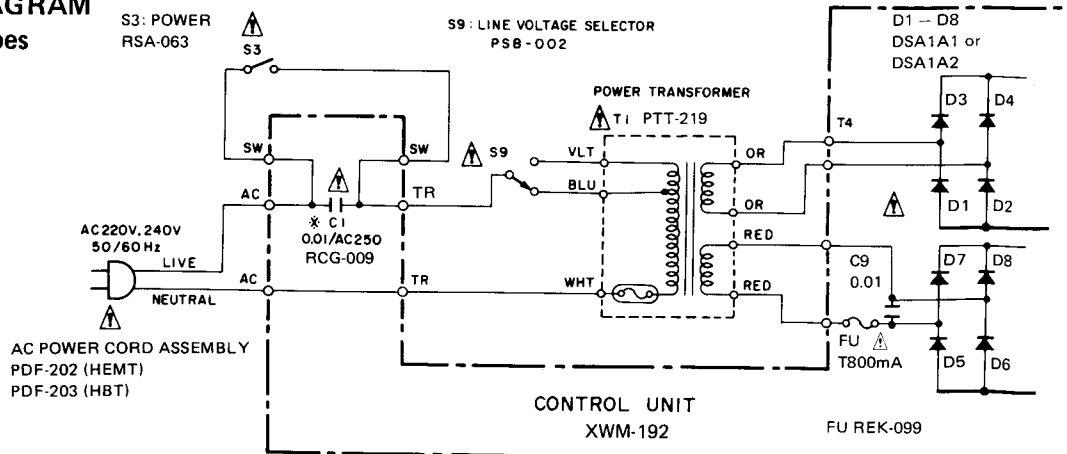 AGRAM
pes
S3: POWER
RSA-063
S3
S9: LINE VOLTAGE SELECTOR
PSB-002
D1 – D8
DSA1A1 or
DSA1A2
POWER TRANSFORMER
T1 PTT-219
D3
D4
T4
SW
SW
S9
VLT
OR
AC
TR
BLU
D1
D2
※ C1
0.01/AC250
RCG-009
OR
AC220V, 240V
50/60Hz
RED
C9
0.01
D7
D8
LIVE
AC
TR
WHT
RED
NEUTRAL
FU
T800mA
D5
D6
AC POWER CORD ASSEMBLY
PDF-202 (HEMT)
PDF-203 (HBT)
CONTROL UNIT
XWM-192
FU REK-099